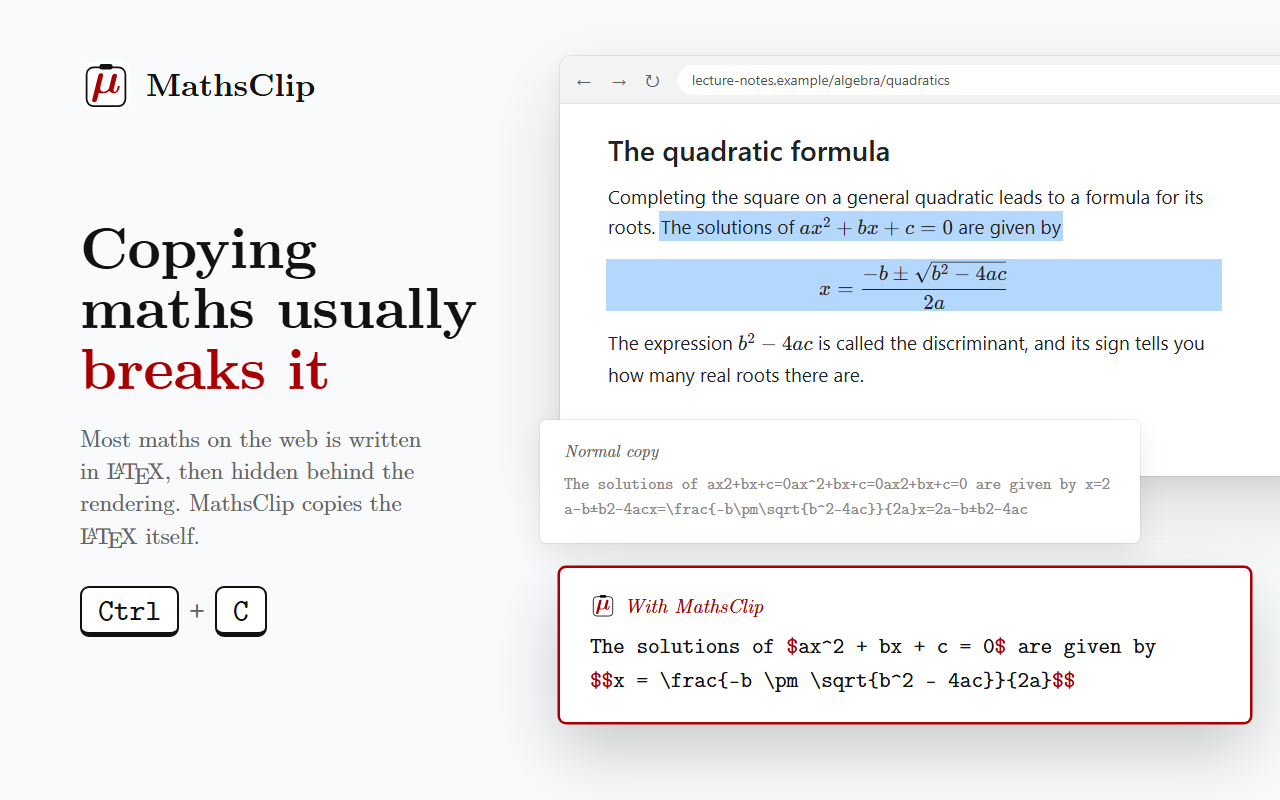 μ MathsClip
Copying
maths usually
breaks it
Most maths on the web is written
in LATEX, then hidden behind the
rendering. MathsClip copies the
LATEX itself.
Ctrl + C
← → ↻ lecture-notes.example/algebra/quadratics
The quadratic formula
Completing the square on a general quadratic leads to a formula for its
roots. The solutions of ax² + bx + c = 0 are given by
x = \frac{-b ± \sqrt{b² − 4ac}}{2a}
The expression b² − 4ac is called the discriminant, and its sign tells you
how many real roots there are.
Normal copy
The solutions of ax2+bx+c=0ax^2+bx+c=0ax2+bx+c=0 are given by x=2
a−b±b2−4acx=\frac{-b\pm\sqrt{b^2-4ac}}{2a}x=2a−b±b2−4ac
μ With MathsClip
The solutions of $ax^2 + bx + c = 0$ are given by
$$x = \frac{-b \pm \sqrt{b^2 - 4ac}}{2a}$$